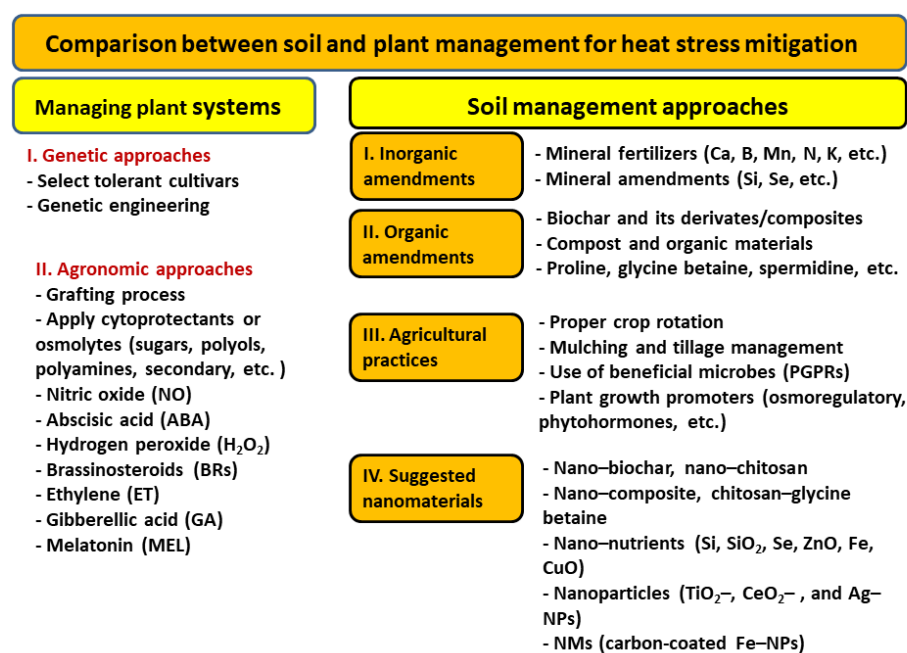 Comparison between soil and plant management for heat stress mitigation
Managing plant systems
I. Genetic approaches
- Select tolerant cultivars
- Genetic engineering
II. Agronomic approaches
- Grafting process
- Apply cytoprotectants or
osmolytes (sugars, polyols,
polyamines, secondary, etc. )
- Nitric oxide (NO)
- Abscisic acid (ABA)
- Hydrogen peroxide (H₂O₂)
- Brassinosteroids (BRs)
- Ethylene (ET)
- Gibberellic acid (GA)
- Melatonin (MEL)
Soil management approaches
I. Inorganic
amendments
- Mineral fertilizers (Ca, B, Mn, N, K, etc.)
- Mineral amendments (Si, Se, etc.)
II. Organic
amendments
- Biochar and its derivates/composites
- Compost and organic materials
- Proline, glycine betaine, spermidine, etc.
III. Agricultural
practices
- Proper crop rotation
- Mulching and tillage management
- Use of beneficial microbes (PGPRs)
- Plant growth promoters (osmoregulatory,
phytohormones, etc.)
IV. Suggested
nanomaterials
- Nano–biochar, nano–chitosan
- Nano–composite, chitosan–glycine
betaine
- Nano–nutrients (Si, SiO₂, Se, ZnO, Fe,
CuO)
- Nanoparticles (TiO₂–, CeO₂– , and Ag–
NPs)
- NMs (carbon-coated Fe–NPs)